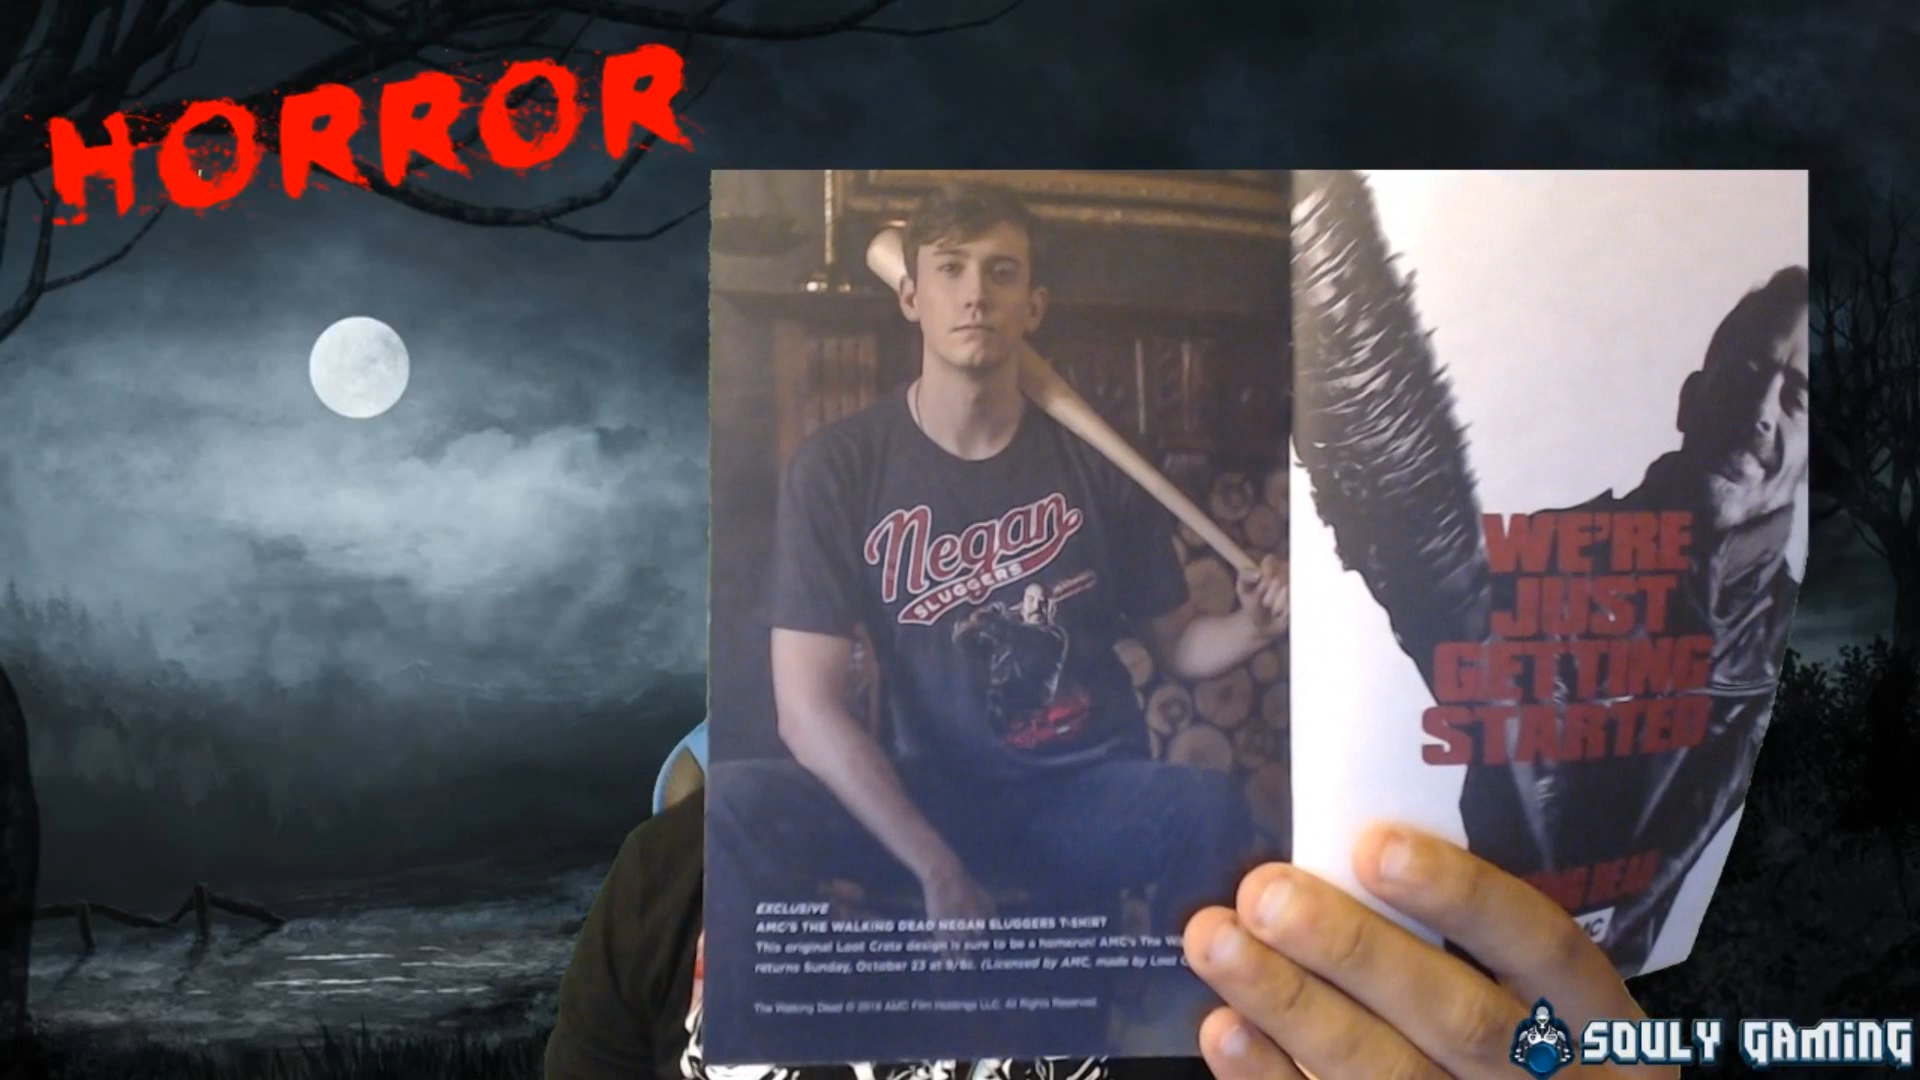 HORROR
Negan
SLUGGERS
WE'RE
JUST
GETTING
STARTED
EXCLUSIVE
AMC'S THE WALKING DEAD NEGAN SLUGGERS T-SHIRT
This original Loot Crate design is sure to be a homerun! AMC's The
returns Sunday, October 23 at 9/8c. (Licensed by AMC, made by Loot
The Walking Dead © 2016 AMC Film Holdings LLC. All Rights Reserved.
DEAD
SOULY GAMING